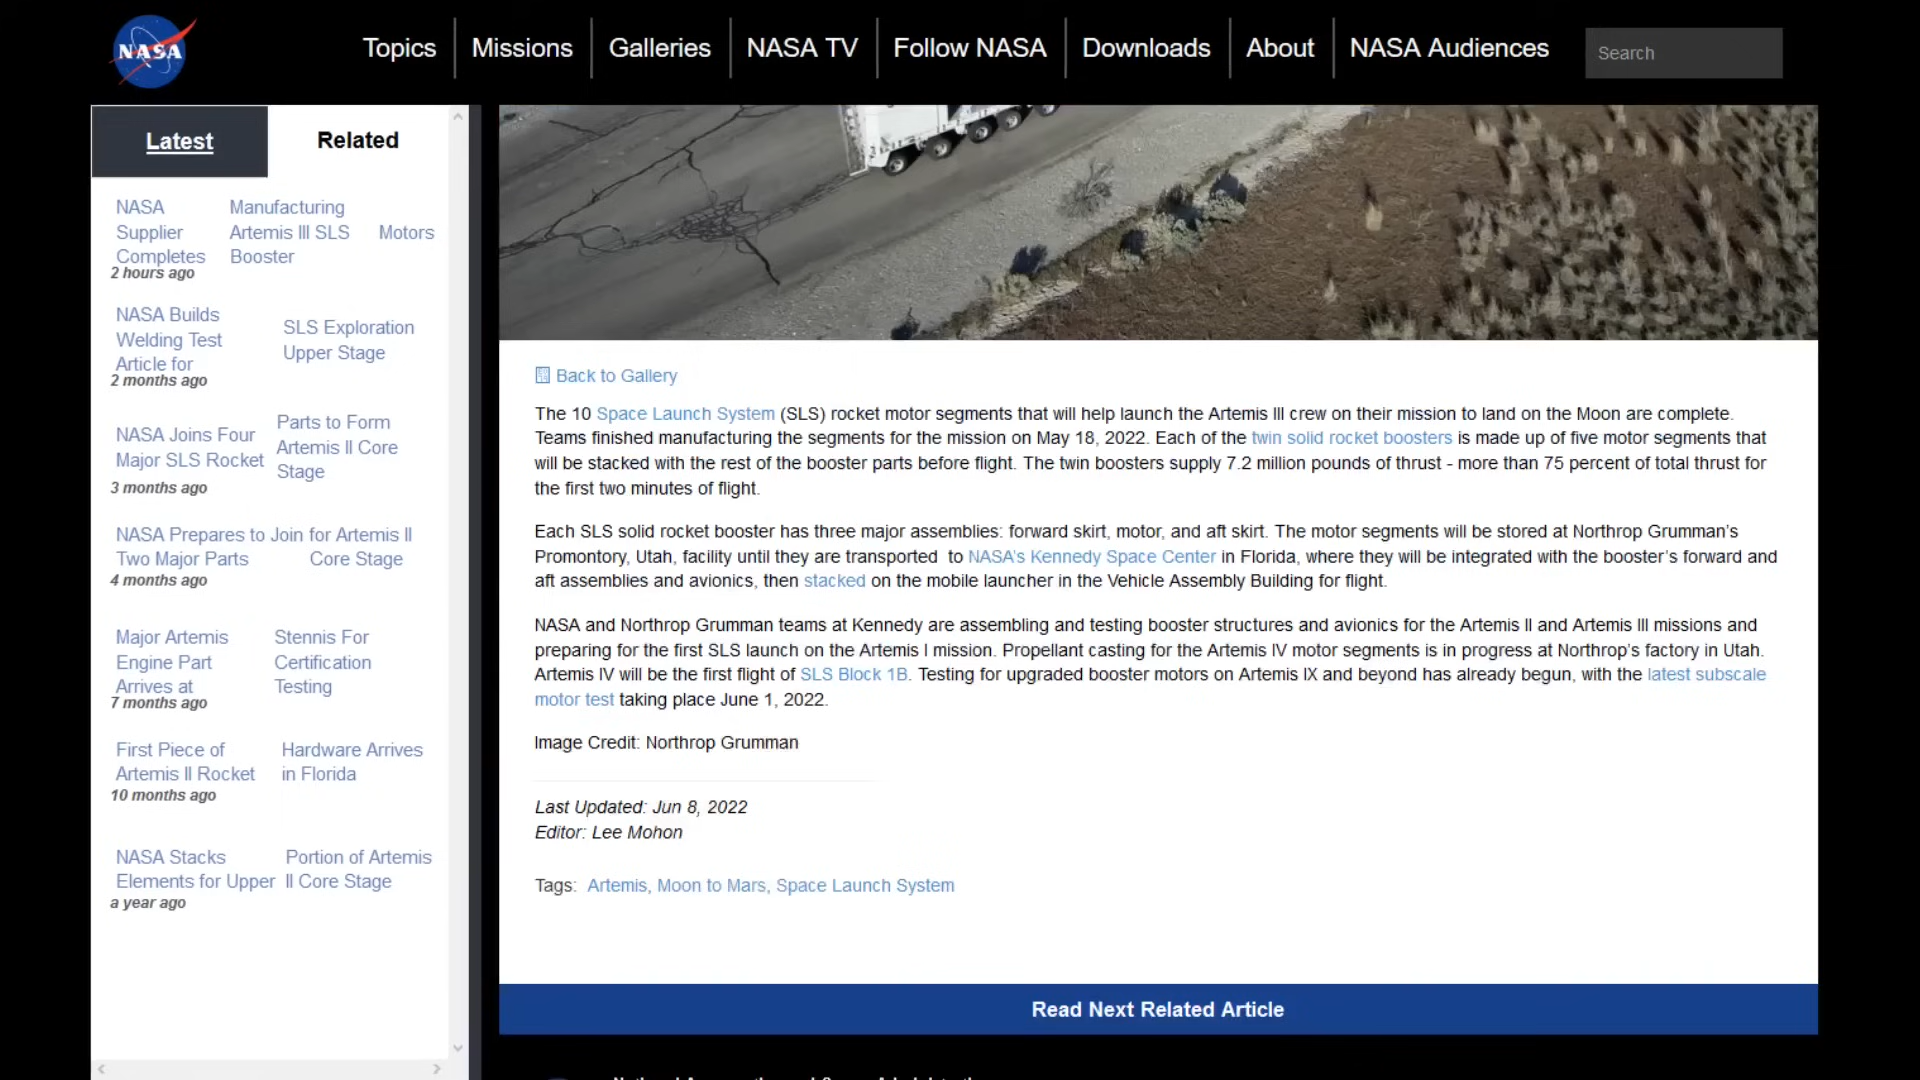 NASA
Topics
Missions
Galleries
NASA TV
Follow NASA
Downloads
About
NASA Audiences
Search
Latest
Related
NASA Supplier Completes Manufacturing Artemis III SLS Booster Motors
2 hours ago
NASA Builds Welding Test Article for SLS Exploration Upper Stage
2 months ago
NASA Joins Four Major SLS Rocket Parts to Form Artemis II Core Stage
3 months ago
NASA Prepares to Join Two Major Parts for Artemis II Core Stage
4 months ago
Major Artemis Engine Part Arrives at Stennis For Certification Testing
7 months ago
First Piece of Artemis II Rocket Hardware Arrives in Florida
10 months ago
NASA Stacks Elements for Upper Portion of Artemis II Core Stage
a year ago
Back to Gallery
The 10 Space Launch System (SLS) rocket motor segments that will help launch the Artemis III crew on their mission to land on the Moon are complete.
Teams finished manufacturing the segments for the mission on May 18, 2022. Each of the twin solid rocket boosters is made up of five motor segments that
will be stacked with the rest of the booster parts before flight. The twin boosters supply 7.2 million pounds of thrust - more than 75 percent of total thrust for
the first two minutes of flight.
Each SLS solid rocket booster has three major assemblies: forward skirt, motor, and aft skirt. The motor segments will be stored at Northrop Grumman's
Promontory, Utah, facility until they are transported to NASA's Kennedy Space Center in Florida, where they will be integrated with the booster's forward and
aft assemblies and avionics, then stacked on the mobile launcher in the Vehicle Assembly Building for flight.
NASA and Northrop Grumman teams at Kennedy are assembling and testing booster structures and avionics for the Artemis II and Artemis III missions and
preparing for the first SLS launch on the Artemis I mission. Propellant casting for the Artemis IV motor segments is in progress at Northrop's factory in Utah.
Artemis IV will be the first flight of SLS Block 1B. Testing for upgraded booster motors on Artemis IX and beyond has already begun, with the latest subscale
motor test taking place June 1, 2022.
Image Credit: Northrop Grumman
Last Updated: Jun 8, 2022
Editor: Lee Mohon
Tags: Artemis, Moon to Mars, Space Launch System
Read Next Related Article